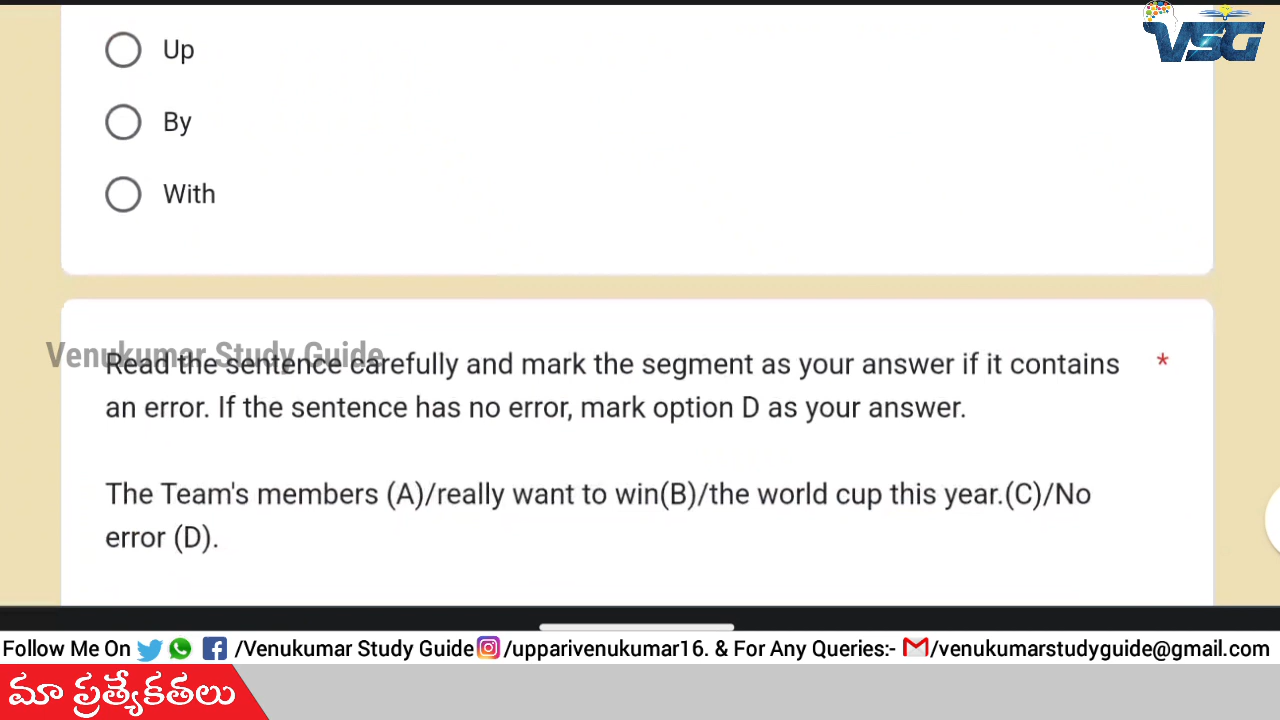 VSG
Up
By
With
Venukumar Study Guide
Read the sentence carefully and mark the segment as your answer if it contains *
an error. If the sentence has no error, mark option D as your answer.
The Team's members (A)/really want to win(B)/the world cup this year.(C)/No
error (D).
Follow Me On /Venukumar Study Guide /upparivenukumar16. & For Any Queries:- /venukumarstudyguide@gmail.com
మా ప్రత్యేకతలు